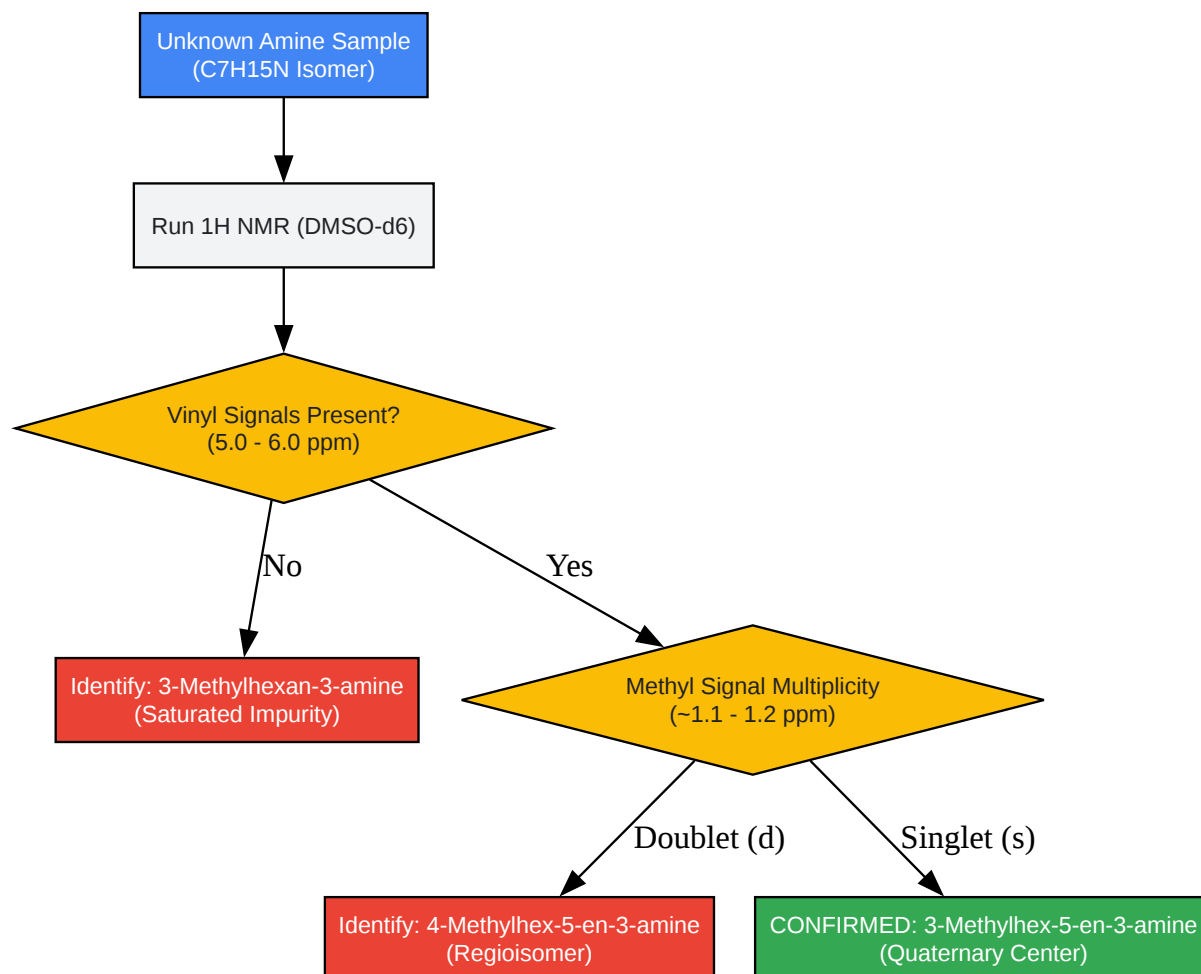 Unknown Amine Sample
(C7H15N Isomer)
Run 1H NMR (DMSO-d6)
Vinyl Signals Present?
(5.0 - 6.0 ppm)
No
Yes
Identify: 3-Methylhexan-3-amine
(Saturated Impurity)
Methyl Signal Multiplicity
(~1.1 - 1.2 ppm)
Doublet (d)
Singlet (s)
Identify: 4-Methylhex-5-en-3-amine
(Regioisomer)
CONFIRMED: 3-Methylhex-5-en-3-amine
(Quaternary Center)